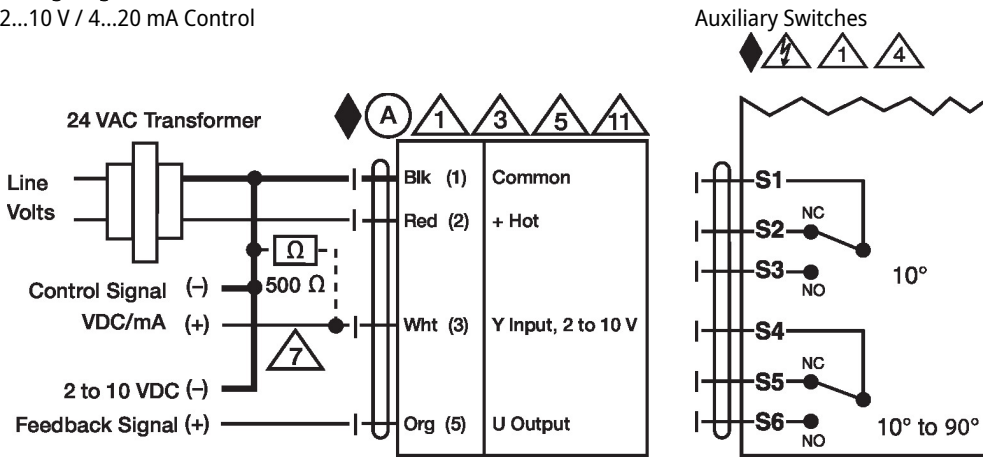 2...10 V / 4...20 mA Control
Auxiliary Switches
1
4
24 VAC Transformer
A
1
3
5
11
Line
Volts
Blk (1) Common
Red (2) + Hot
Ω
500 Ω
Control Signal (–)
VDC/mA (+)
7
Wht (3) Y Input, 2 to 10 V
2 to 10 VDC (–)
Feedback Signal (+)
Org (5) U Output
S1
NC
S2
S3
NO
10°
S4
NC
S5
S6
NO
10° to 90°